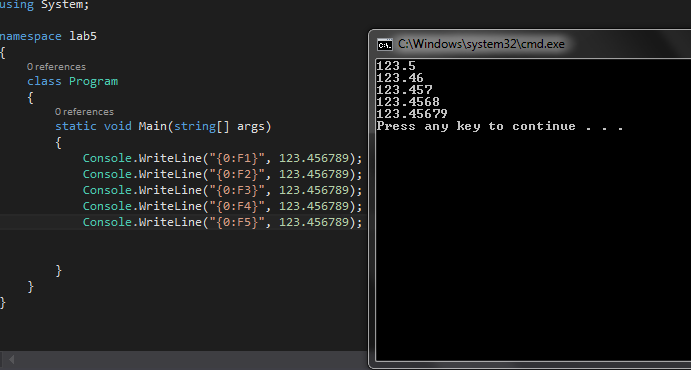 using System;
namespace lab5
{
0 references
class Program
{
0 references
static void Main(string[] args)
{
Console.WriteLine("{0:F1}", 123.456789);
Console.WriteLine("{0:F2}", 123.456789);
Console.WriteLine("{0:F3}", 123.456789);
Console.WriteLine("{0:F4}", 123.456789);
Console.WriteLine("{0:F5}", 123.456789);
}
}
}
C:\Windows\system32\cmd.exe
123.5
123.46
123.457
123.4568
123.45679
Press any key to continue . . .